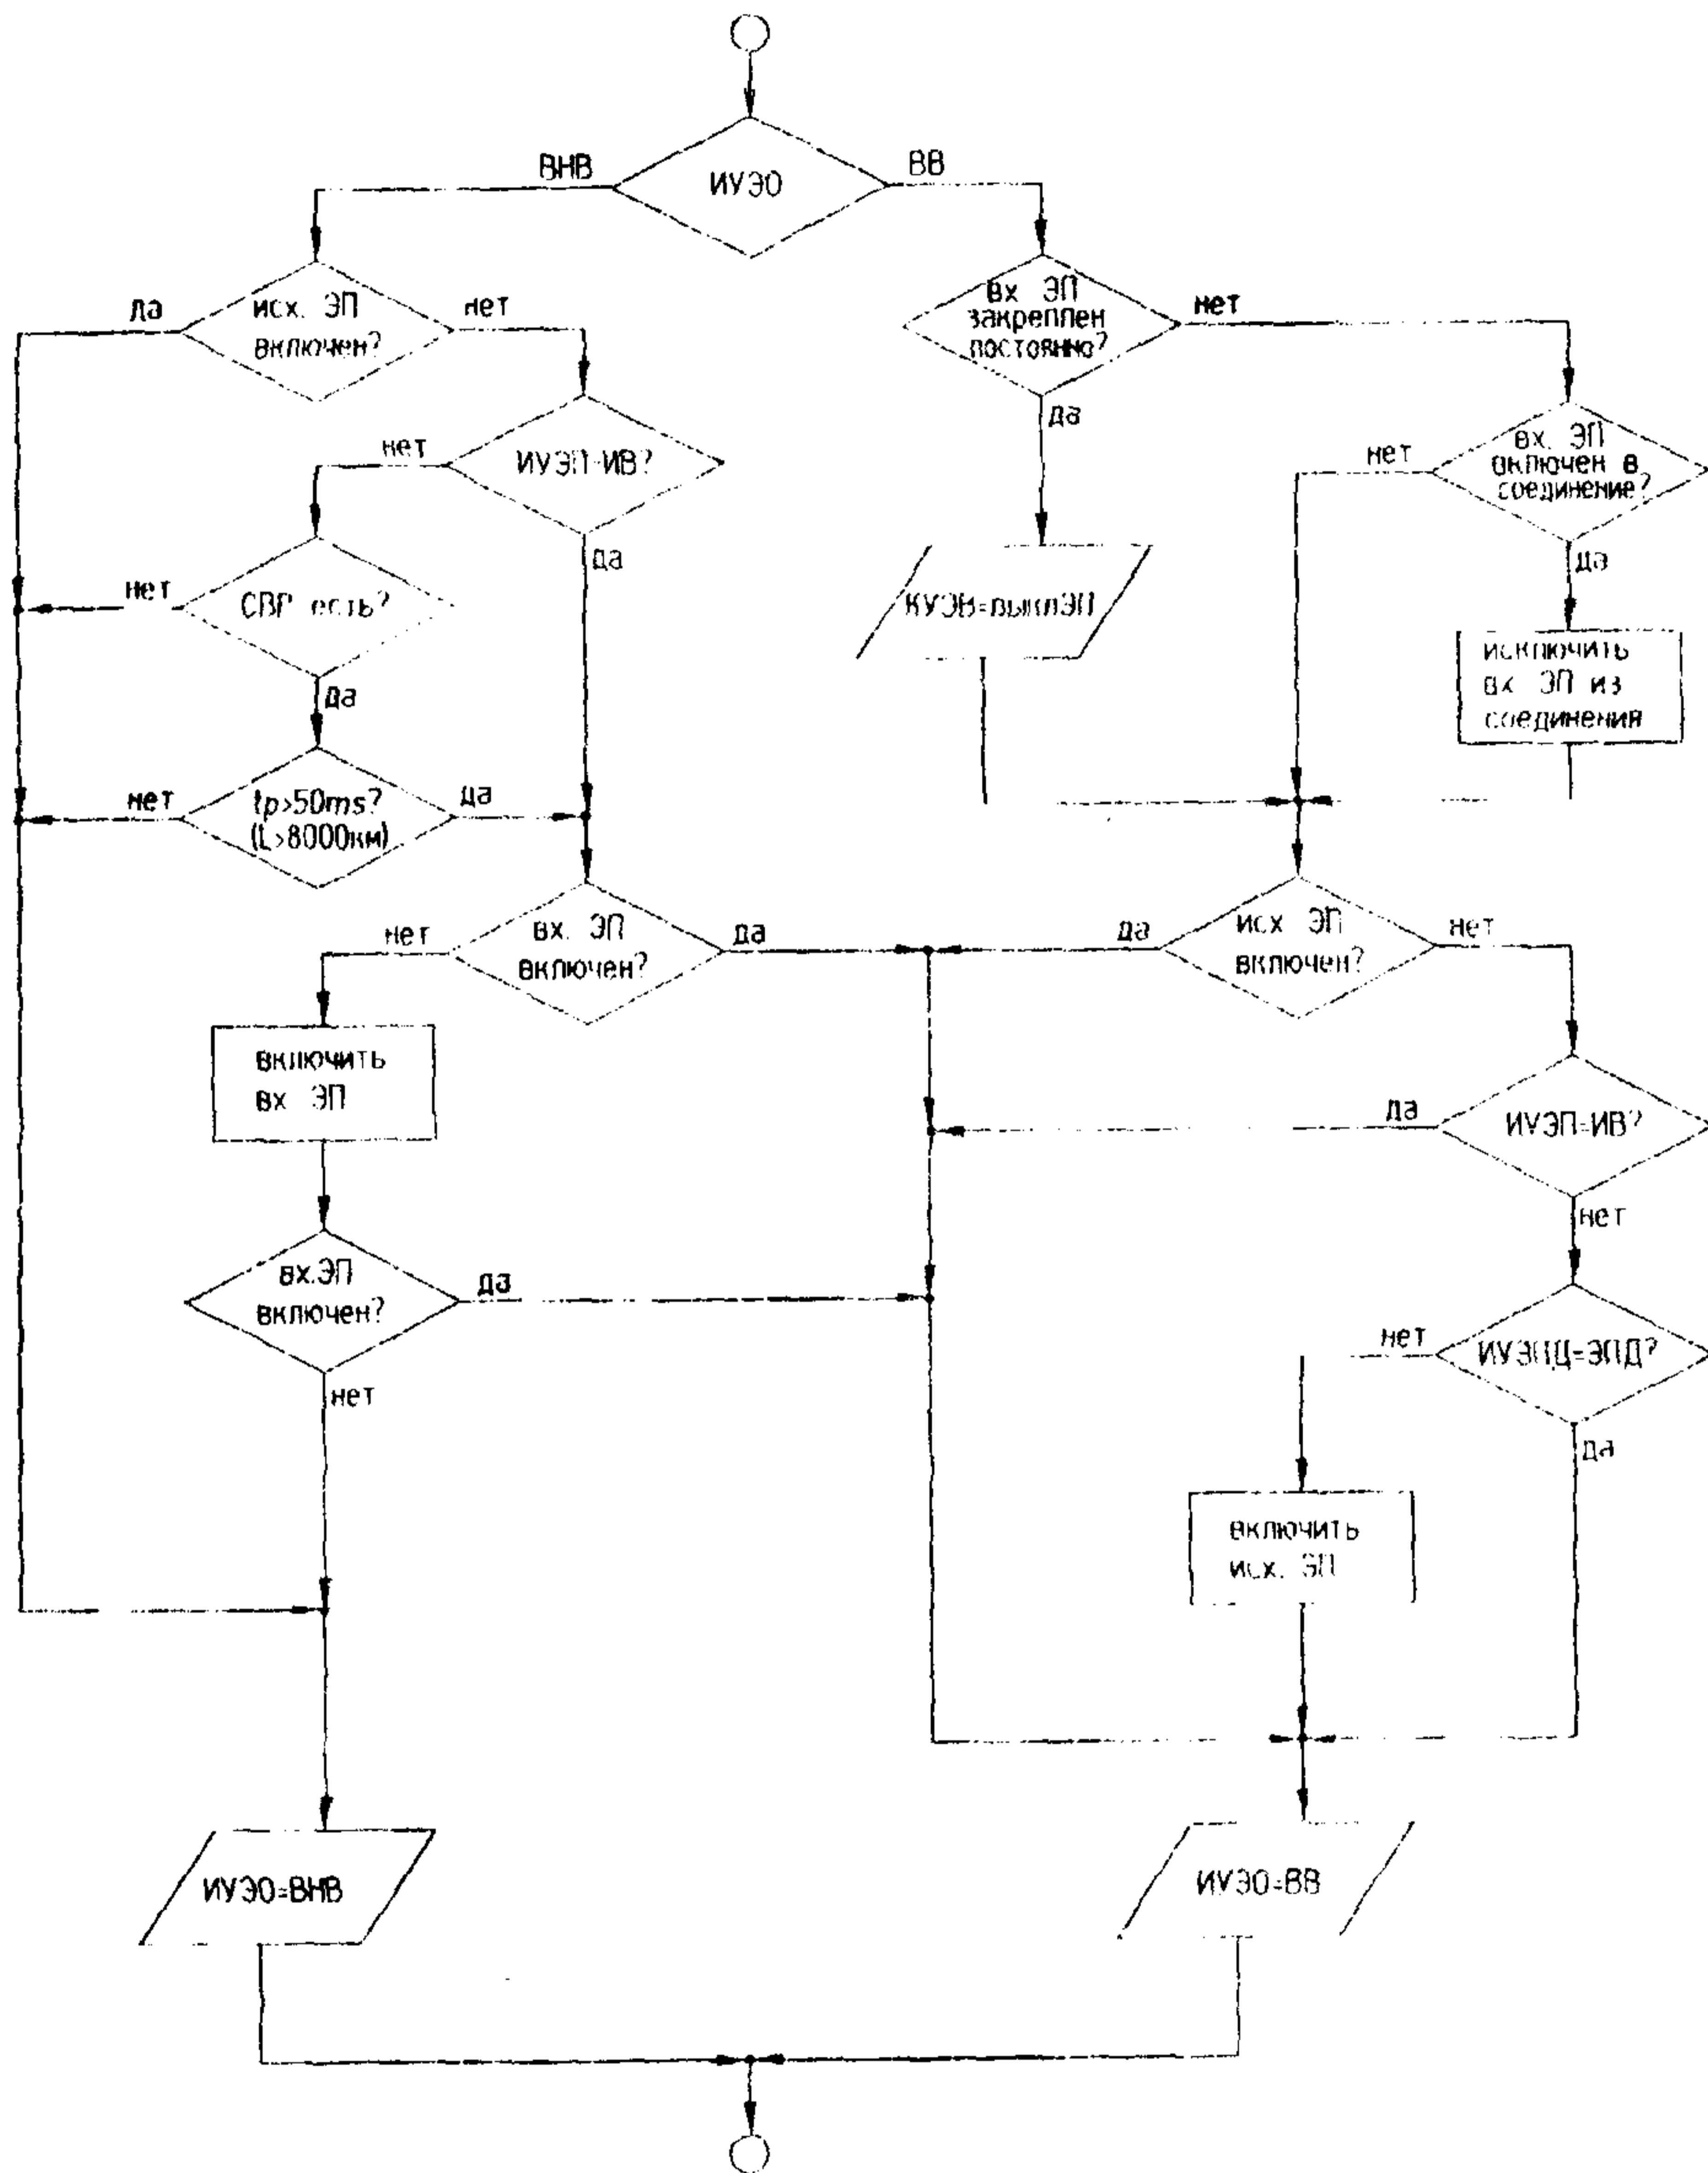 ИУЭО
ВНВ
ВВ
исх. ЭП
включен?
да
нет
вх ЭП
закреплен
постоянно?
нет
да
ИУЭП=ИВ?
нет
да
вх. ЭП
включен в
соединение?
нет
да
СВР есть?
нет
да
КУЭВ=выклЭП
исключить
вх ЭП из
соединения
tр>50ms?
(L>8000км)
нет
да
вх. ЭП
включен?
нет
да
исх ЭП
включен?
да
нет
включить
вх ЭП
ИУЭП=ИВ?
да
нет
вх.ЭП
включен?
да
нет
ИУЭПД=ЭПД?
нет
да
включить
исх. ЭП
ИУЭО=ВНВ
ИУЭО=ВВ